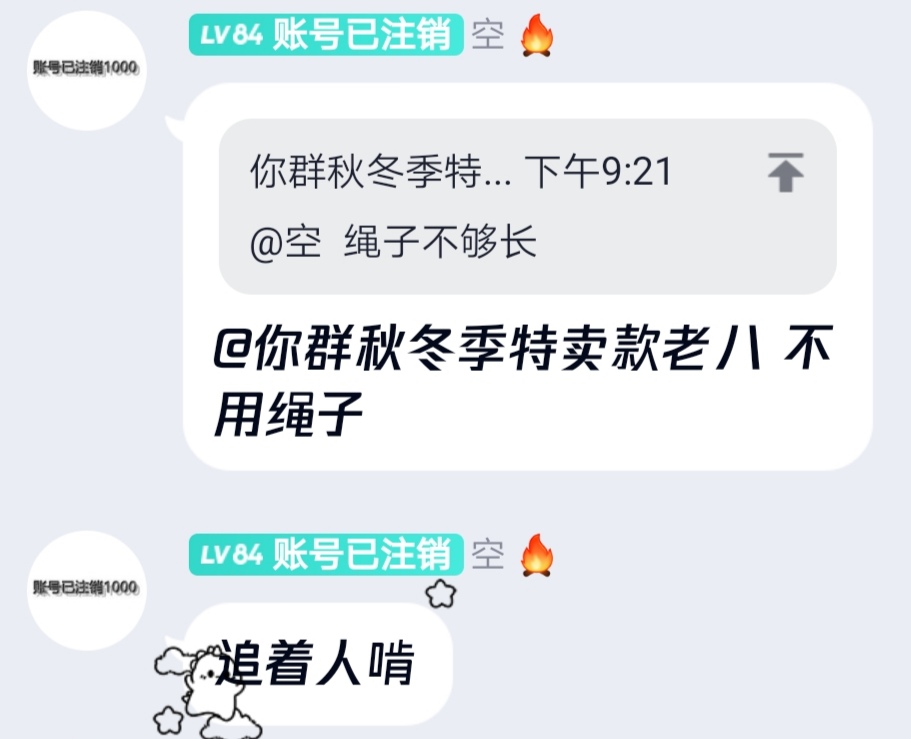 账号已注销1000
LV84 账号已注销 空
你群秋冬季特... 下午9:21
@空 绳子不够长
@你群秋冬季特卖款老八 不
用绳子
账号已注销1000
LV84 账号已注销 空
追着人啃